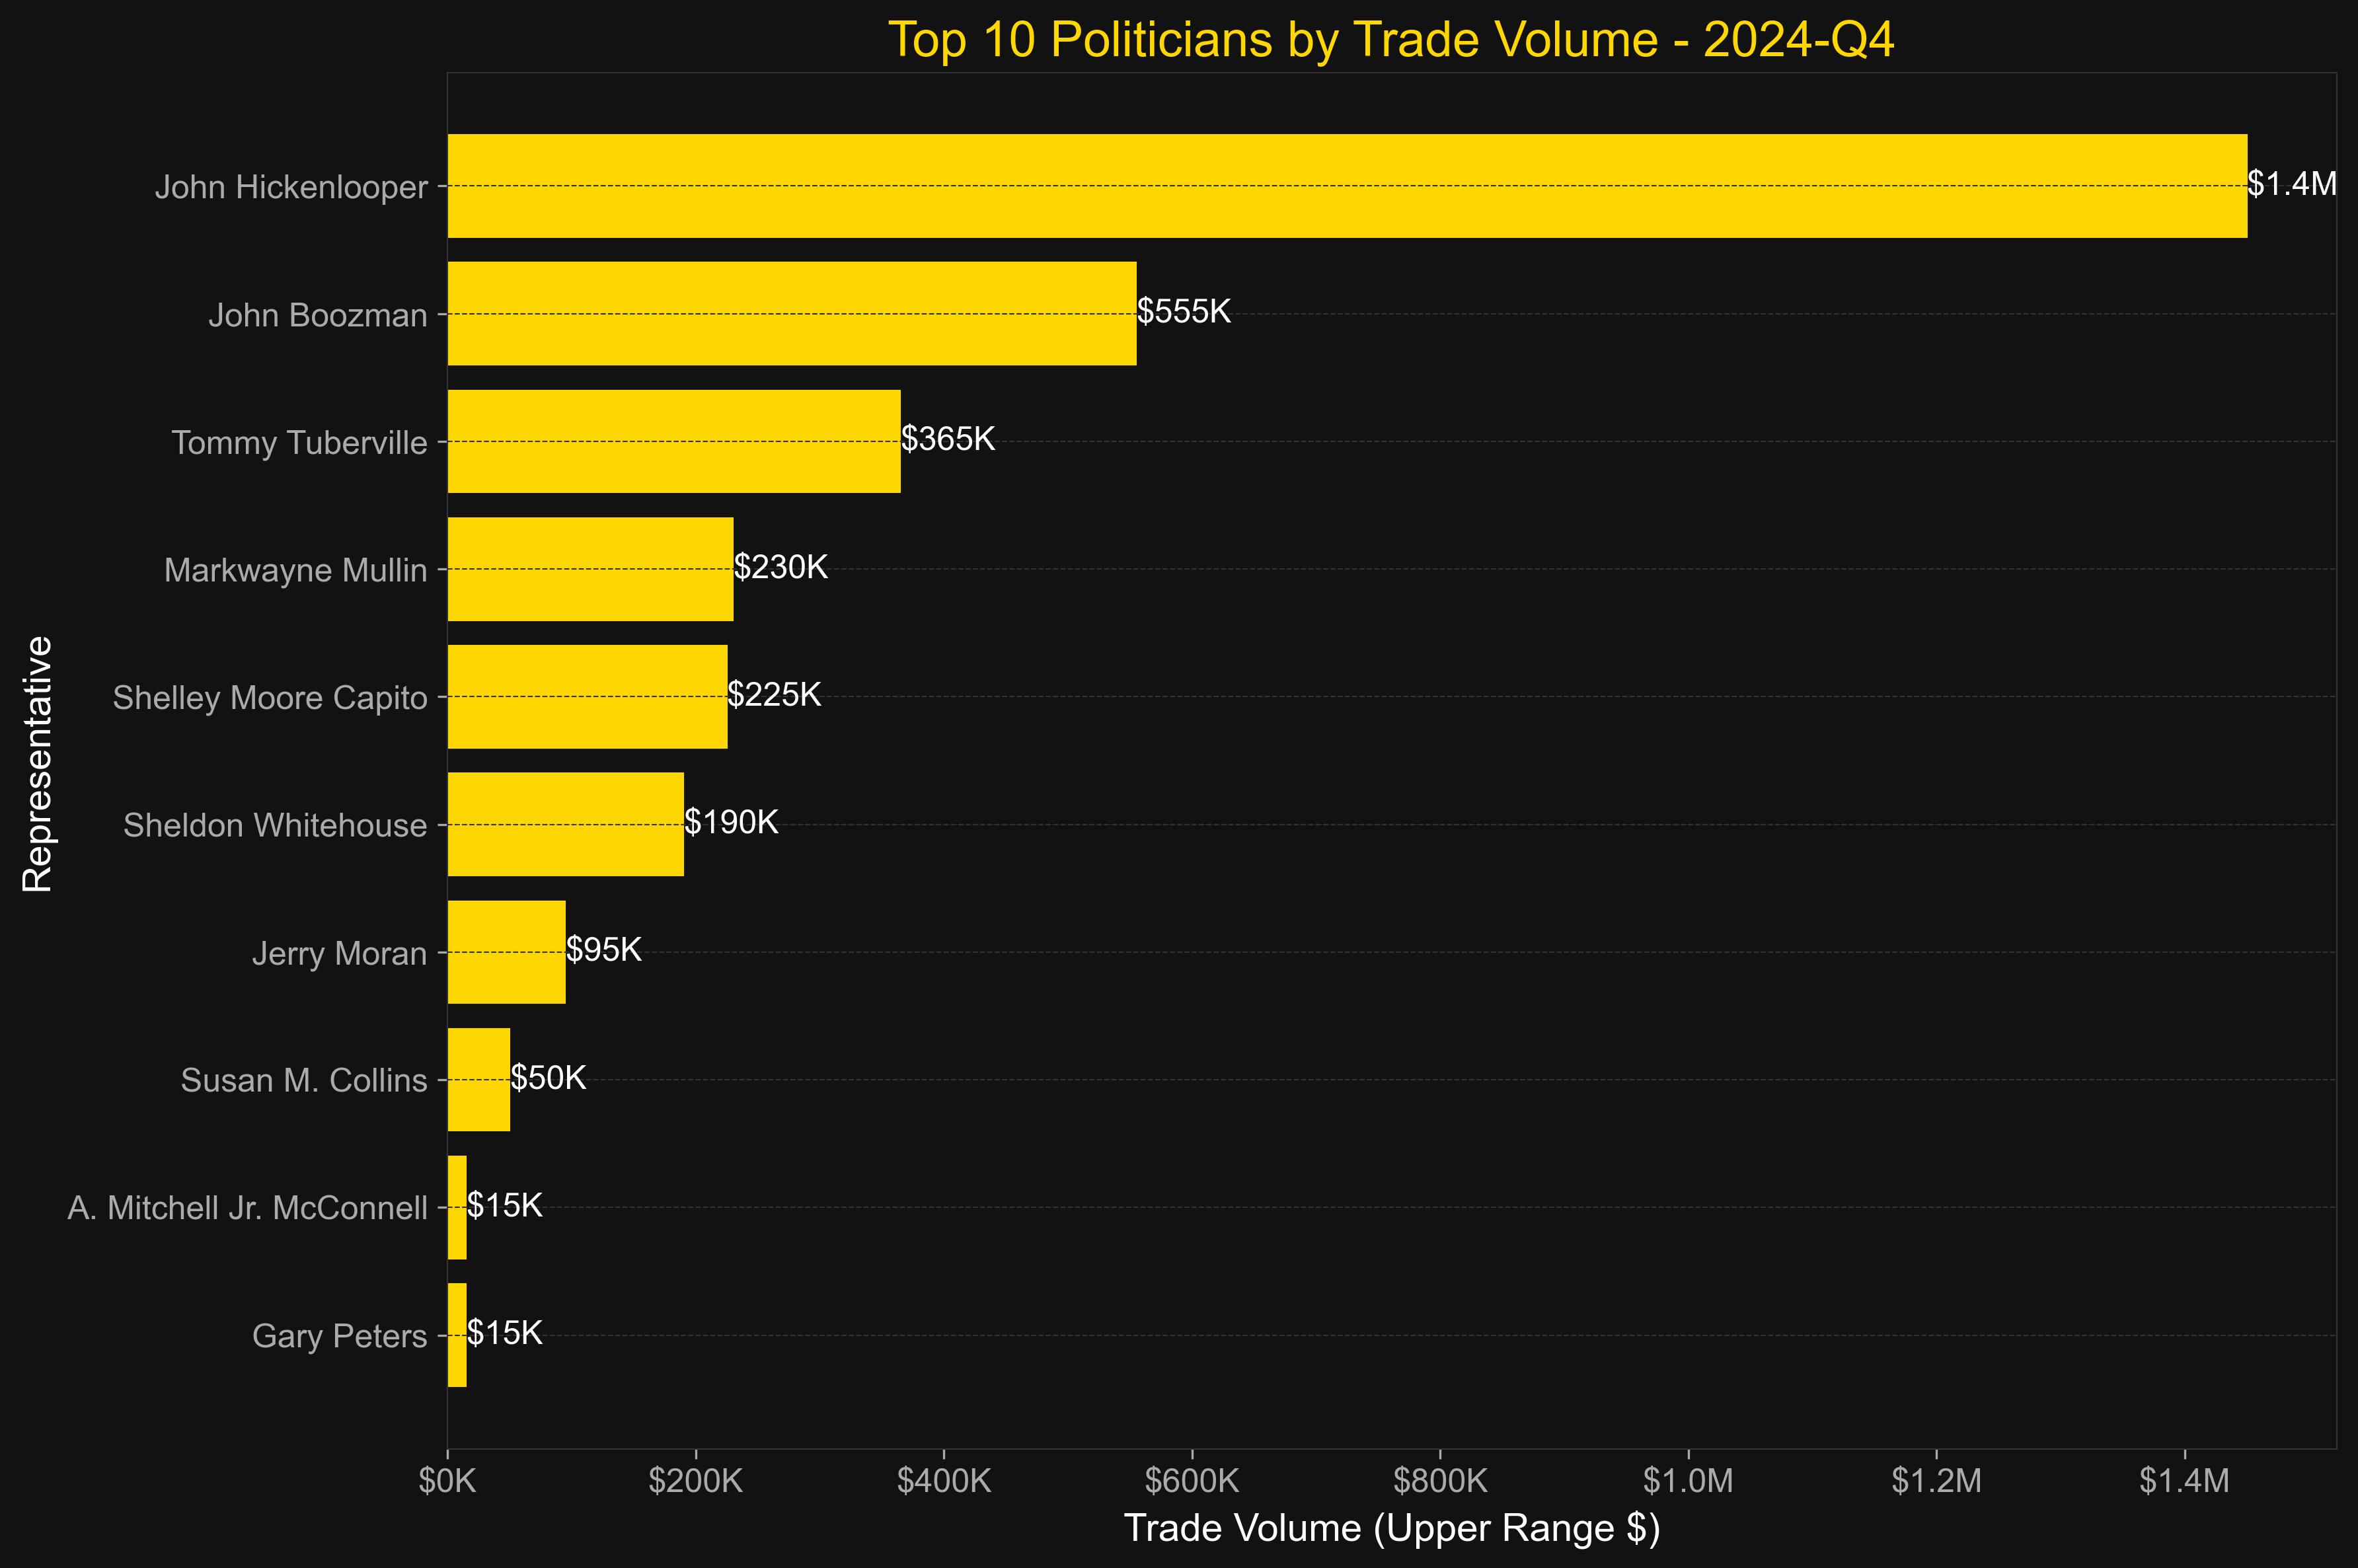 Top 10 Politicians by Trade Volume - 2024-Q4
John Hickenlooper
$1.4M
John Boozman
$555K
Tommy Tuberville
$365K
Markwayne Mullin
$230K
Shelley Moore Capito
$225K
Sheldon Whitehouse
$190K
Jerry Moran
$95K
Susan M. Collins
$50K
A. Mitchell Jr. McConnell
$15K
Gary Peters
$15K
Representative
$0K $200K $400K $600K $800K $1.0M $1.2M $1.4M
Trade Volume (Upper Range $)